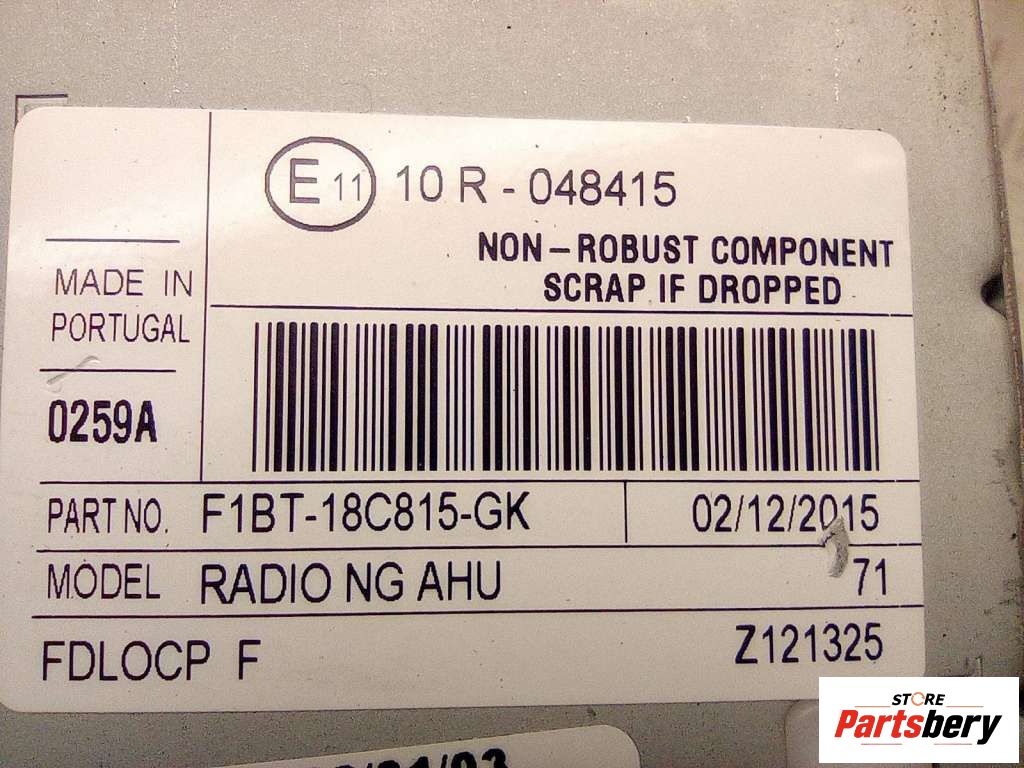 E 11 10 R - 048415
NON - ROBUST COMPONENT
SCRAP IF DROPPED
MADE IN
PORTUGAL
0259A
PART NO. F1BT-18C815-GK 02/12/2015
MODEL RADIO NG AHU 71
FDLOCP F Z121325
STORE
Partsbery